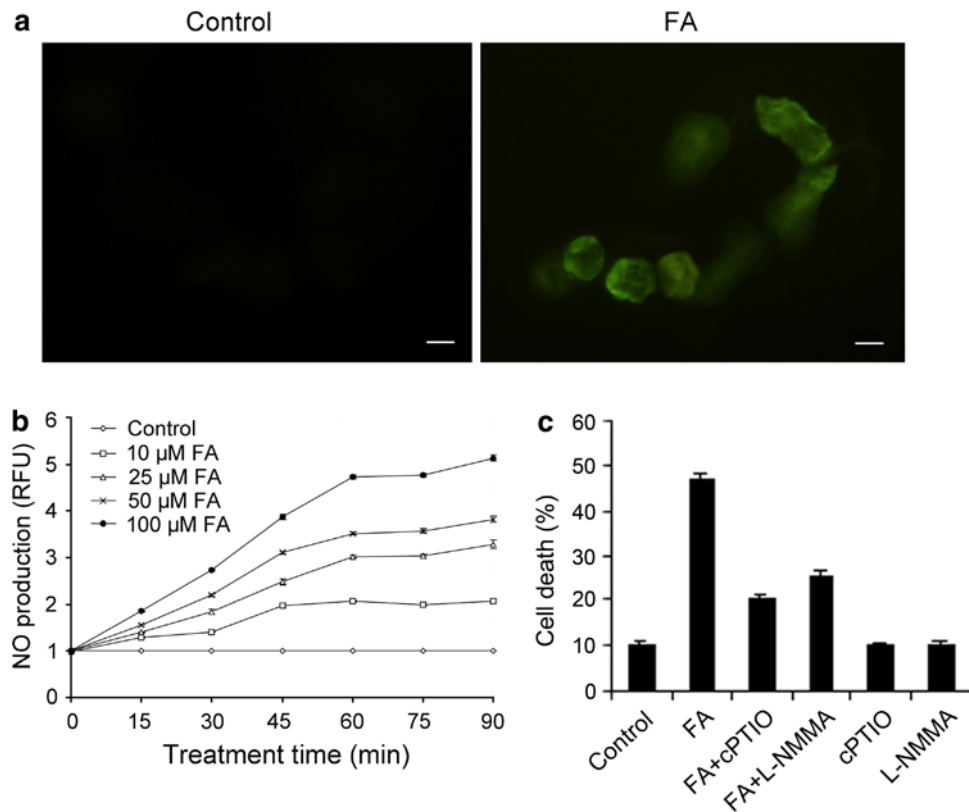 a
Control
FA
b
NO production (RFU)
6
5
4
3
2
1
0
Control
10 µM FA
25 µM FA
50 µM FA
100 µM FA
0 15 30 45 60 75 90
Treatment time (min)
c
Cell death (%)
60
50
40
30
20
10
0
Control
FA
FA+cPTIO
FA+L-NMMA
cPTIO
L-NMMA